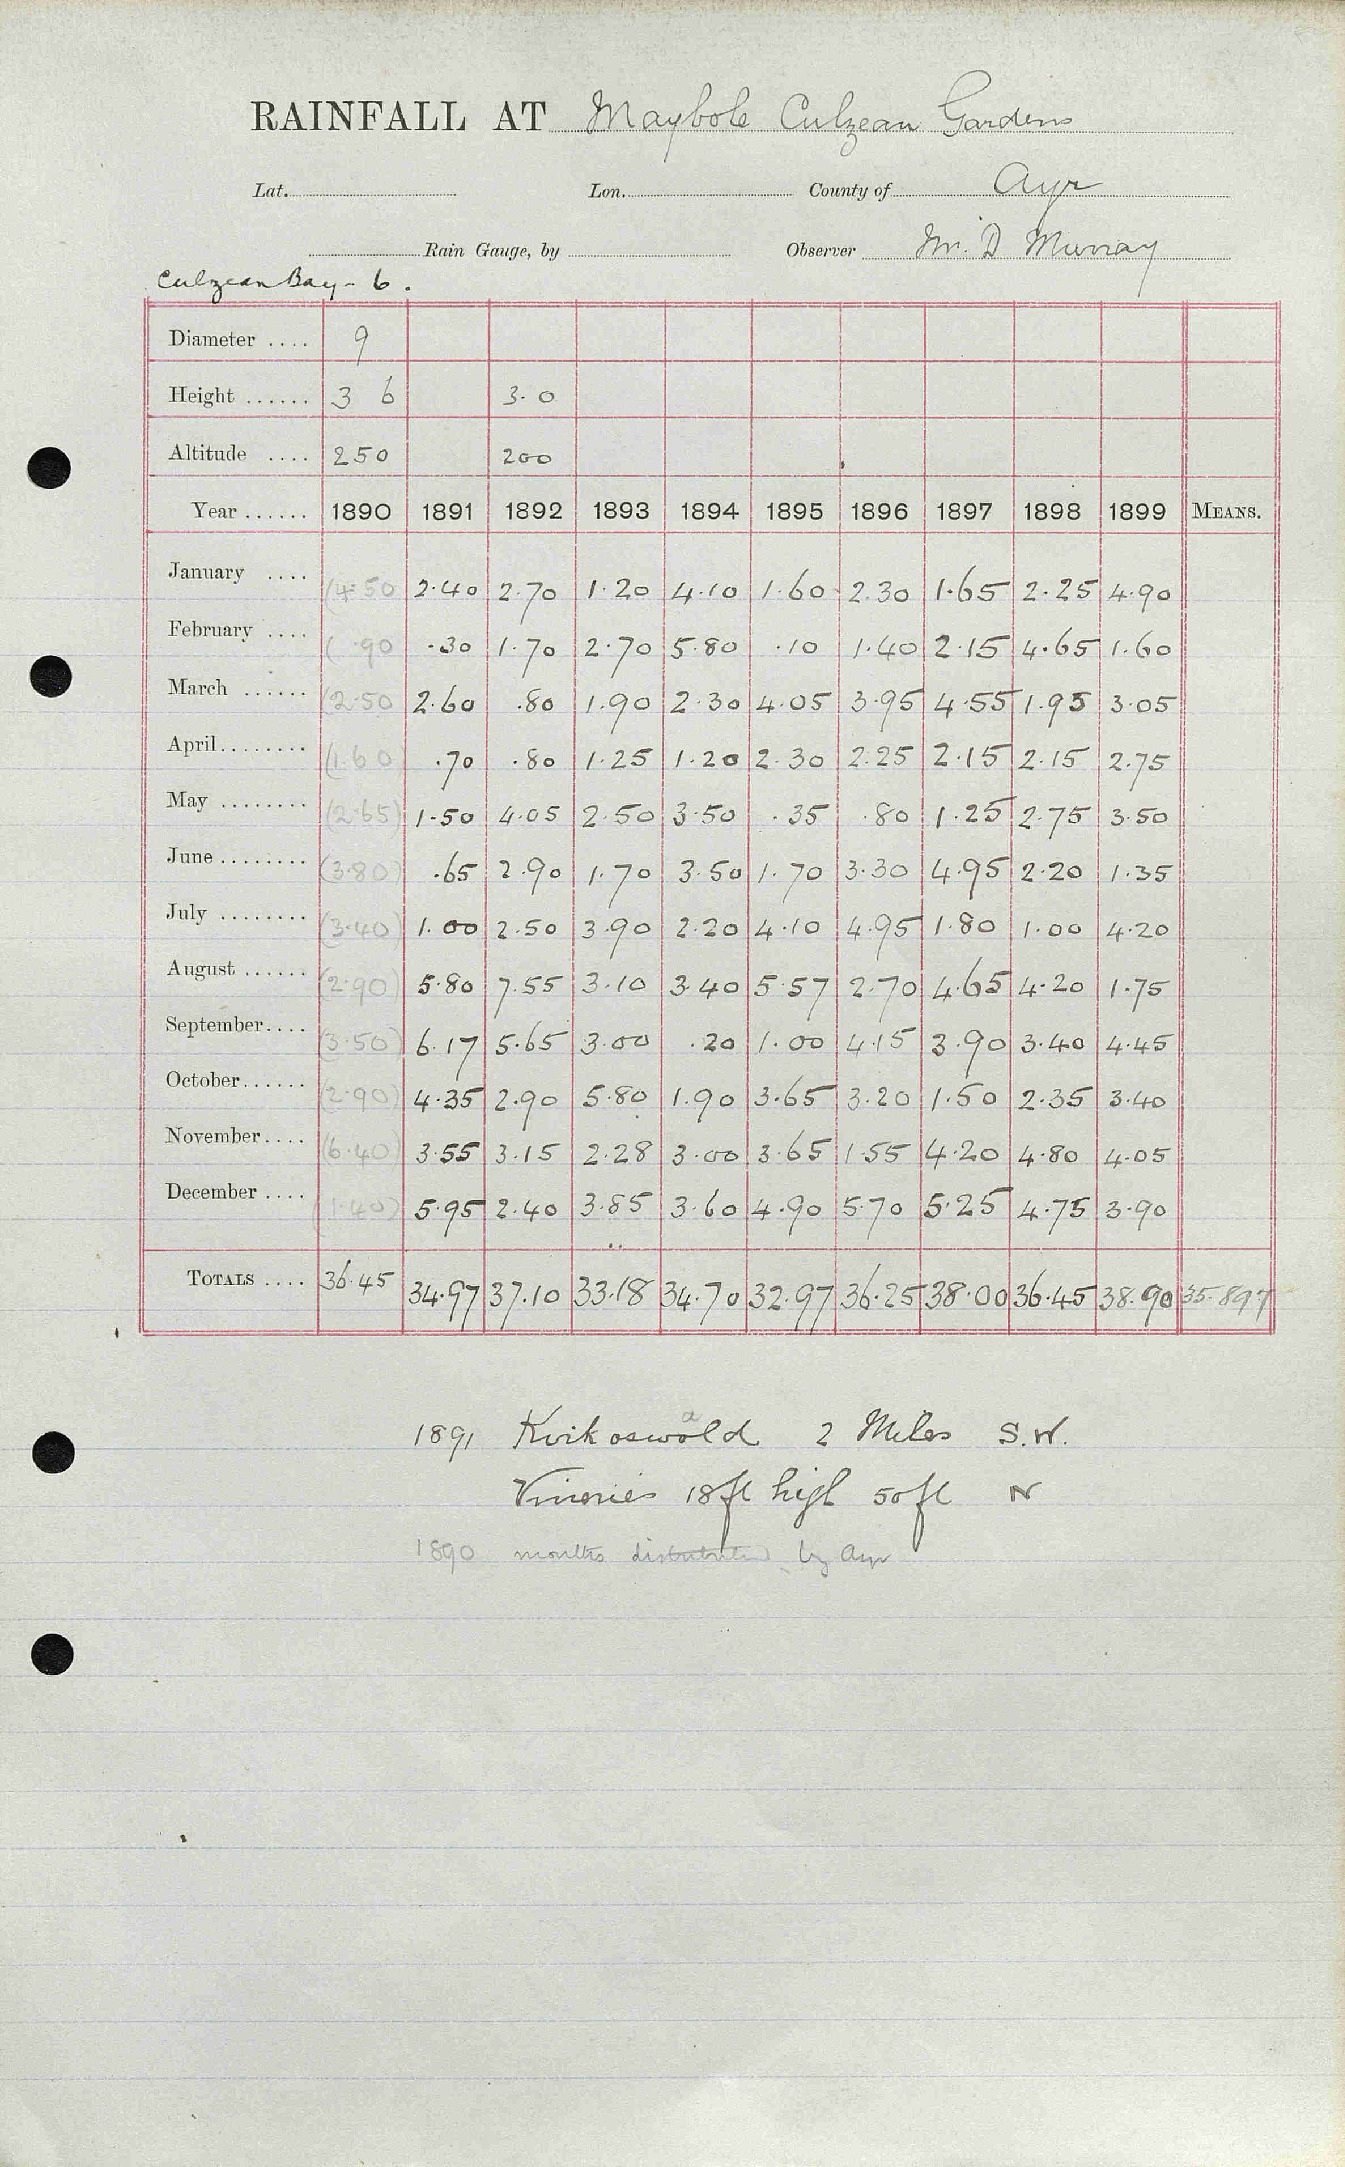 RAINFALL AT Maybole Culzean Gardens
Lat. Lon. County of Ayr
Rain Gauge, by Observer Mr. D Murray
Culzean Bay - 6.
Diameter .... 9
Height ...... 3 6 3.0
Altitude .... 250 200
Year ...... 1890 1891 1892 1893 1894 1895 1896 1897 1898 1899 MEANS.
January .... (4.50 2.40 2.70 1.20 4.10 1.60 2.30 1.65 2.25 4.90
February .... ( .90 .30 1.70 2.70 5.80 .10 1.40 2.15 4.65 1.60
March ...... (2.50 2.60 .80 1.90 2.30 4.05 3.95 4.55 1.95 3.05
April........ (1.60) .70 .80 1.25 1.20 2.30 2.25 2.15 2.15 2.75
May ........ (2.65) 1.50 4.05 2.50 3.50 .35 .80 1.25 2.75 3.50
June ........ (3.80) .65 2.90 1.70 3.50 1.70 3.30 4.95 2.20 1.35
July ........ (3.40) 1.00 2.50 3.90 2.20 4.10 4.95 1.80 1.00 4.20
August ...... (2.90) 5.80 7.55 3.10 3.40 5.57 2.70 4.65 4.20 1.75
September.... (3.50) 6.17 5.65 3.00 .20 1.00 4.15 3.90 3.40 4.45
October...... (2.90) 4.35 2.90 5.80 1.90 3.65 3.20 1.50 2.35 3.40
November.... (6.40) 3.55 3.15 2.28 3.00 3.65 1.55 4.20 4.80 4.05
December .... (1.40) 5.95 2.40 3.85 3.60 4.90 5.70 5.25 4.75 3.90
TOTALS .... 36.45 34.97 37.10 33.18 34.70 32.97 36.25 38.00 36.45 38.90 35.897
1891 Kirkoswald 2 Miles S.W.
Vineries 18ft high 50ft N
1890 months distributed by Ayr